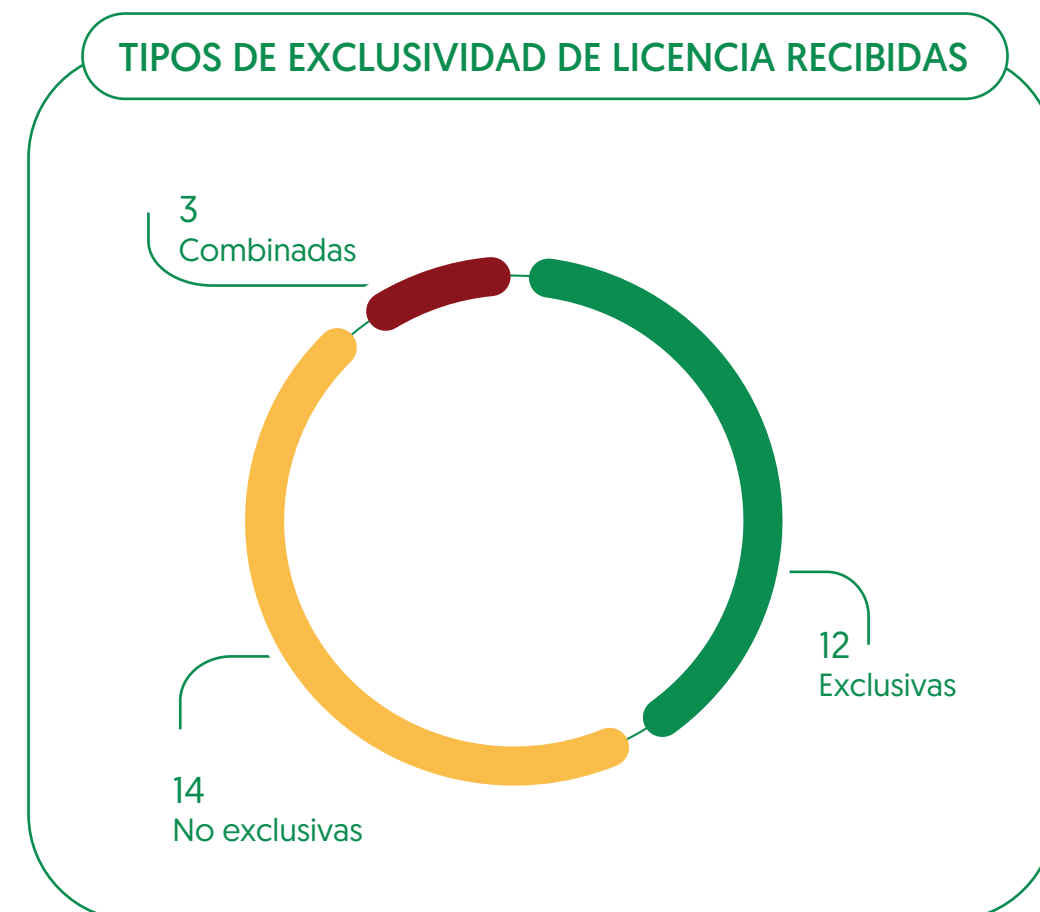 TIPOS DE EXCLUSIVIDAD DE LICENCIA RECIBIDAS
3
Combinadas
12
Exclusivas
14
No exclusivas